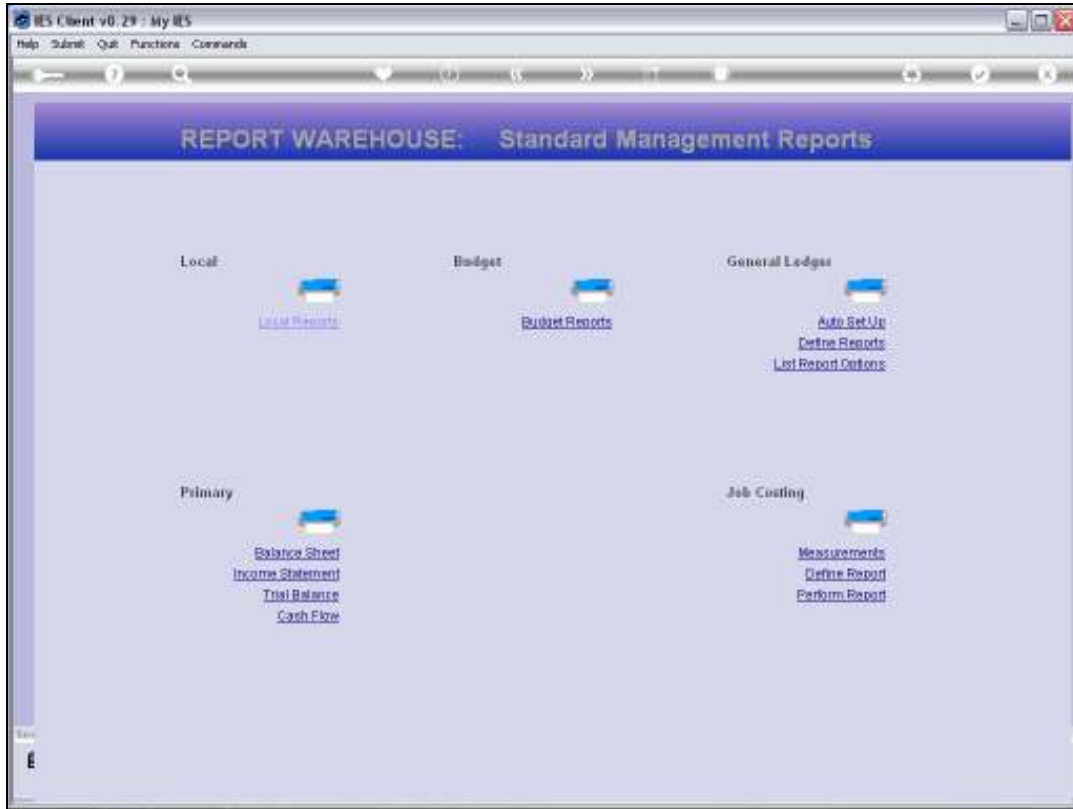 IES Client v0.29 : My IES
Help Submit Quit Functions Commands
REPORT WAREHOUSE: Standard Management Reports
Local
Local Reports
Budget
Budget Reports
General Ledger
Auto Set Up
Define Reports
List Report Options
Primary
Balance Sheet
Income Statement
Trial Balance
Cash Flow
Job Costing
Measurements
Define Report
Perform Report